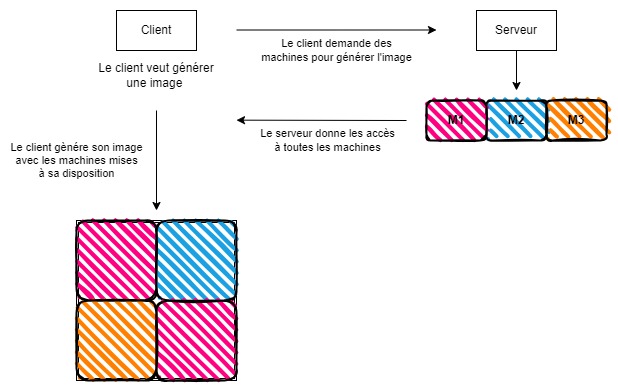 Client
Serveur
Le client demande des
machines pour générer l'image
Le client veut générer
une image
M1 M2 M3
Le serveur donne les accès
à toutes les machines
Le client génère son image
avec les machines mises
à sa disposition